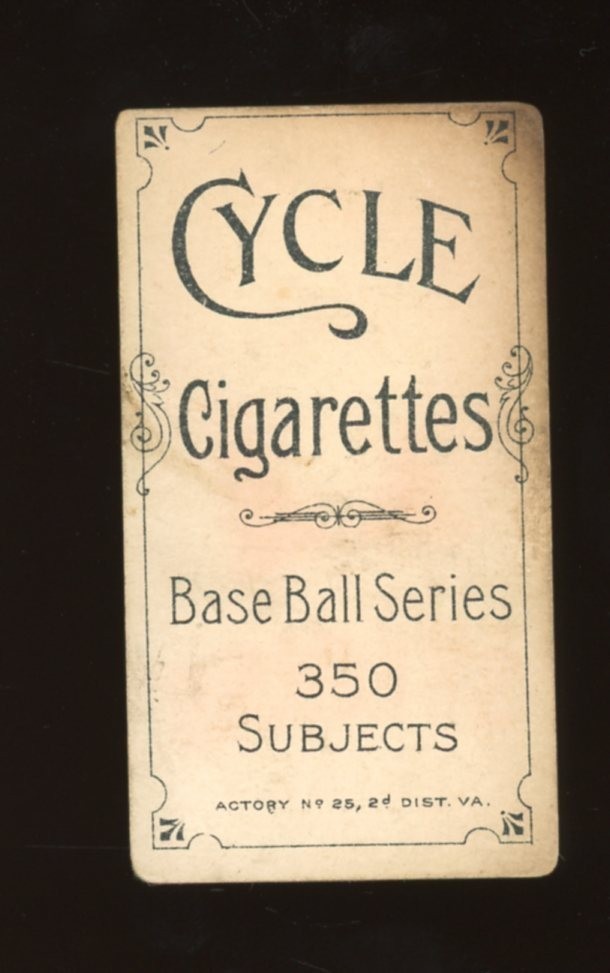 CYCLE
Cigarettes
Base Ball Series
350
SUBJECTS
ACTORY Nº 25, 2d DIST. VA.